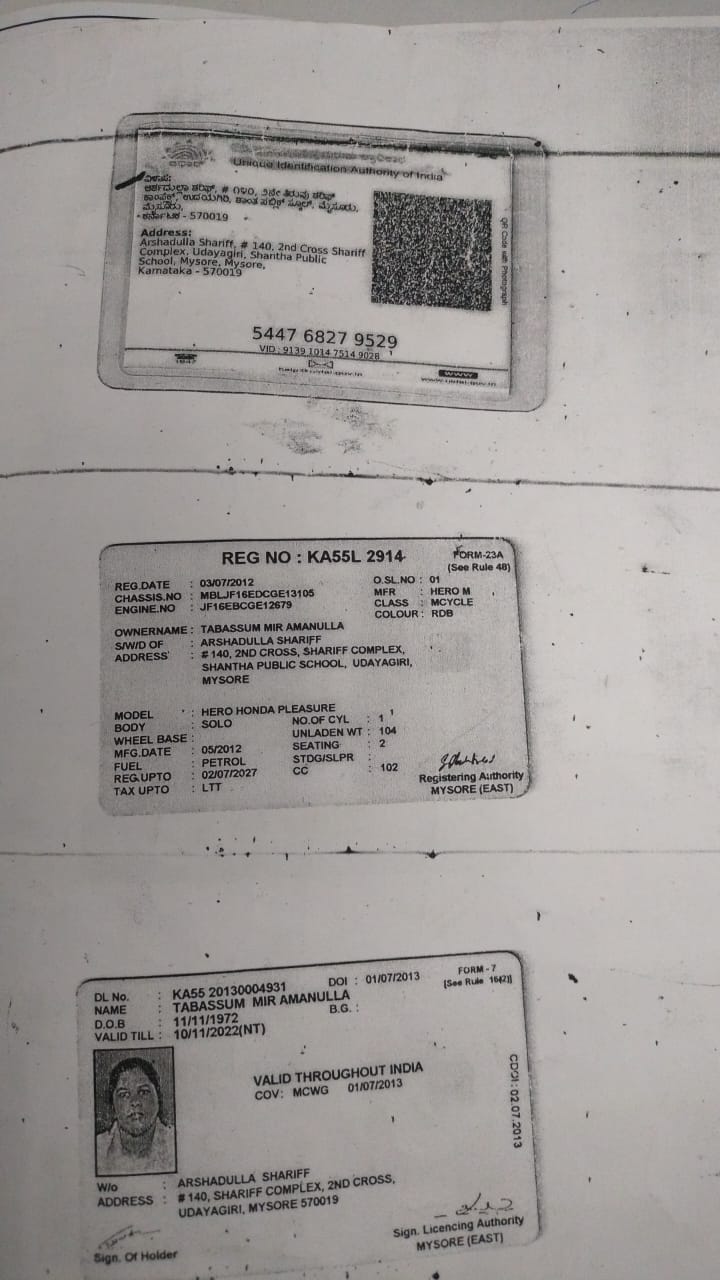 Unique Identification Authority of India
ವಿಳಾಸ:
- ಕರ್ನಾಟಕ - 570019
Address:
Arshadulla Shariff, # 140, 2nd Cross Shariff
Complex, Udayagiri, Shantha Public
School, Mysore, Mysore,
Karnataka - 570019
QR Code with Photograph
5447 6827 9529
VID : 9139 1014 7514 9028
1947
www
REG NO : KA55L 2914
FORM-23A
(See Rule 48)
REG.DATE : 03/07/2012
O.SL.NO : 01
CHASSIS.NO : MBLJF16EDCGE13105
MFR : HERO M
ENGINE.NO : JF16EBCGE12679
CLASS : MCYCLE
COLOUR : RDB
OWNERNAME : TABASSUM MIR AMANULLA
S/W/D OF : ARSHADULLA SHARIFF
ADDRESS : # 140, 2ND CROSS, SHARIFF COMPLEX,
SHANTHA PUBLIC SCHOOL, UDAYAGIRI,
MYSORE
MODEL : HERO HONDA PLEASURE
BODY : SOLO
NO.OF CYL : 1
WHEEL BASE :
UNLADEN WT : 104
MFG.DATE : 05/2012
SEATING : 2
FUEL : PETROL
STDG/SLPR :
REG.UPTO : 02/07/2027
CC : 102
TAX UPTO : LTT
Registering Authority
MYSORE (EAST)
DL No. : KA55 20130004931
DOI : 01/07/2013
FORM - 7
[See Rule 16(2)]
NAME : TABASSUM MIR AMANULLA
D.O.B : 11/11/1972
B.G. :
VALID TILL : 10/11/2022(NT)
VALID THROUGHOUT INDIA
COV: MCWG 01/07/2013
CDOI: 02.07.2013
W/o : ARSHADULLA SHARIFF
ADDRESS : # 140, SHARIFF COMPLEX, 2ND CROSS,
UDAYAGIRI, MYSORE 570019
Sign. Of Holder
Sign. Licencing Authority
MYSORE (EAST)